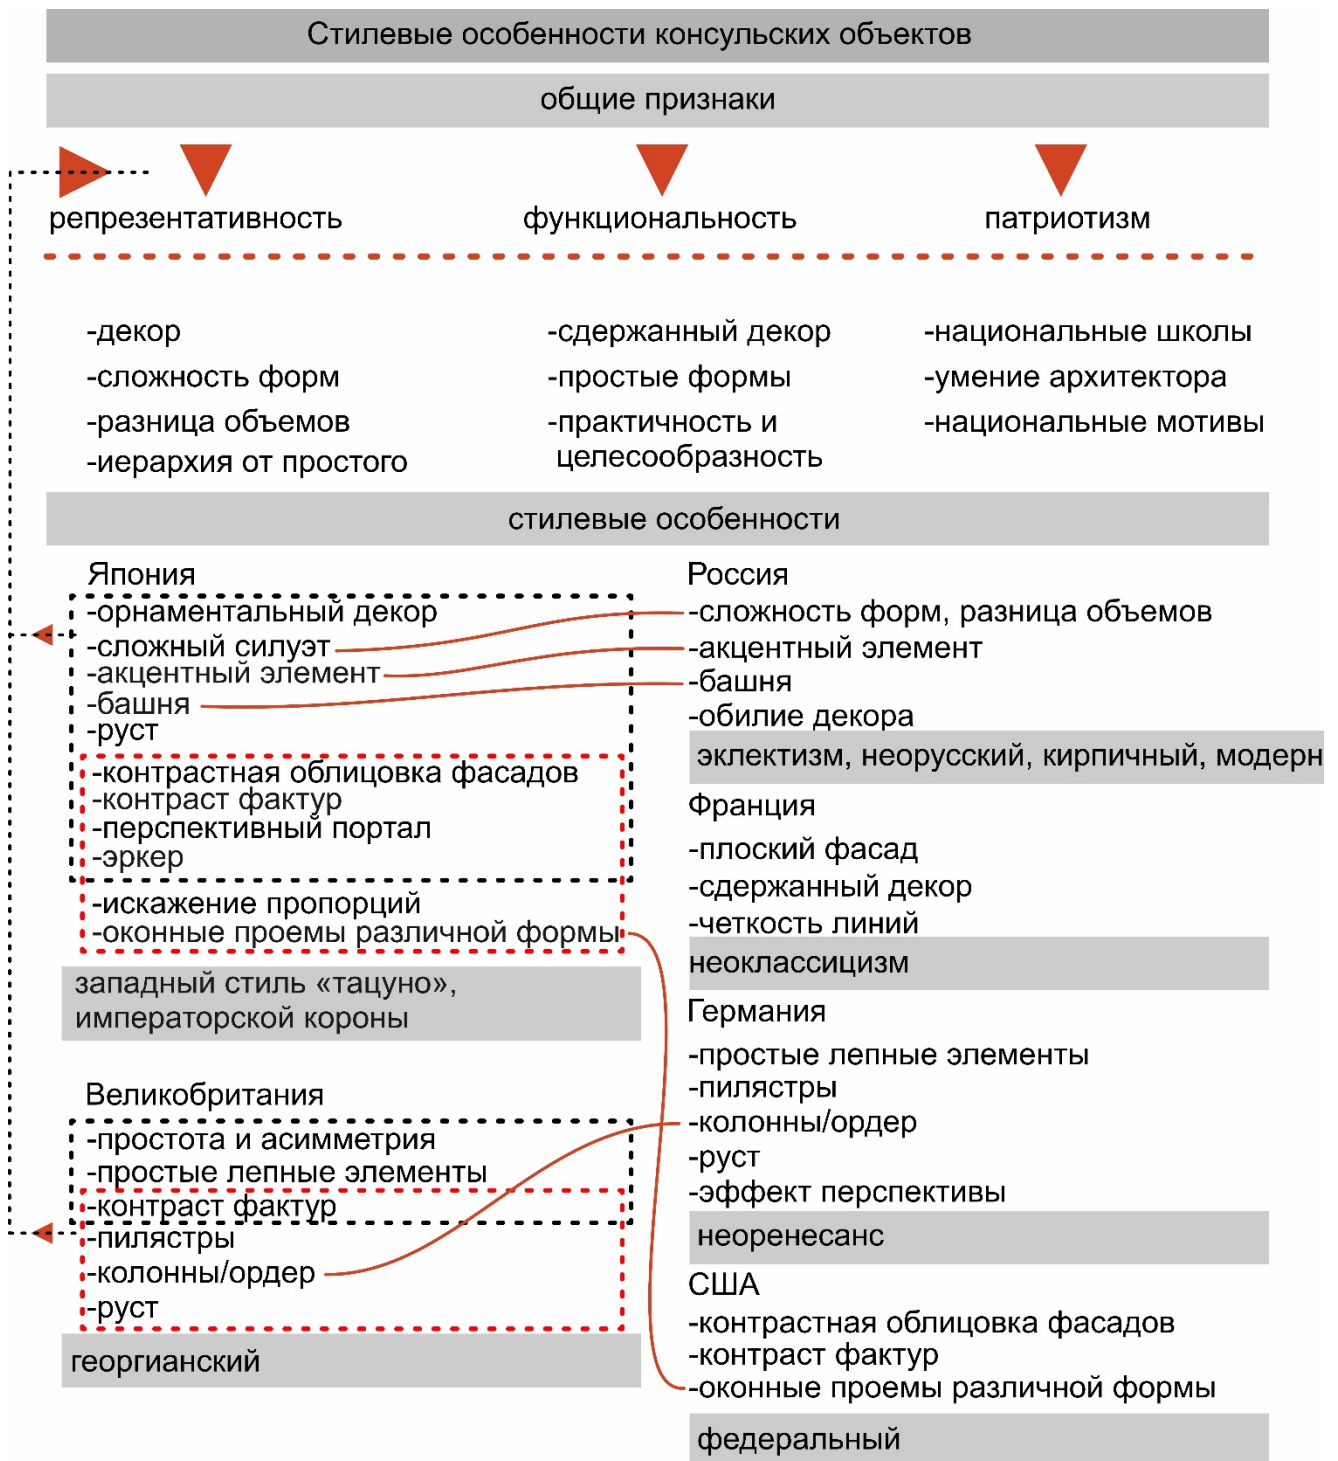 Стилевые особенности консульских объектов
общие признаки
репрезентативность
функциональность
патриотизм
-декор
-сложность форм
-разница объемов
-иерархия от простого
-сдержанный декор
-простые формы
-практичность и
целесообразность
-национальные школы
-умение архитектора
-национальные мотивы
стилевые особенности
Япония
-орнаментальный декор
-сложный силуэт
-акцентный элемент
-башня
-руст
-контрастная облицовка фасадов
-контраст фактур
-перспективный портал
-эркер
-искажение пропорций
-оконные проемы различной формы
западный стиль «тацуно»,
императорской короны
Великобритания
-простота и асимметрия
-простые лепные элементы
-контраст фактур
-пилястры
-колонны/ордер
-руст
георгианский
Россия
-сложность форм, разница объемов
-акцентный элемент
-башня
-обилие декора
эклектизм, неорусский, кирпичный, модерн
Франция
-плоский фасад
-сдержанный декор
-четкость линий
неоклассицизм
Германия
-простые лепные элементы
-пилястры
-колонны/ордер
-руст
-эффект перспективы
неоренесанс
США
-контрастная облицовка фасадов
-контраст фактур
-оконные проемы различной формы
федеральный